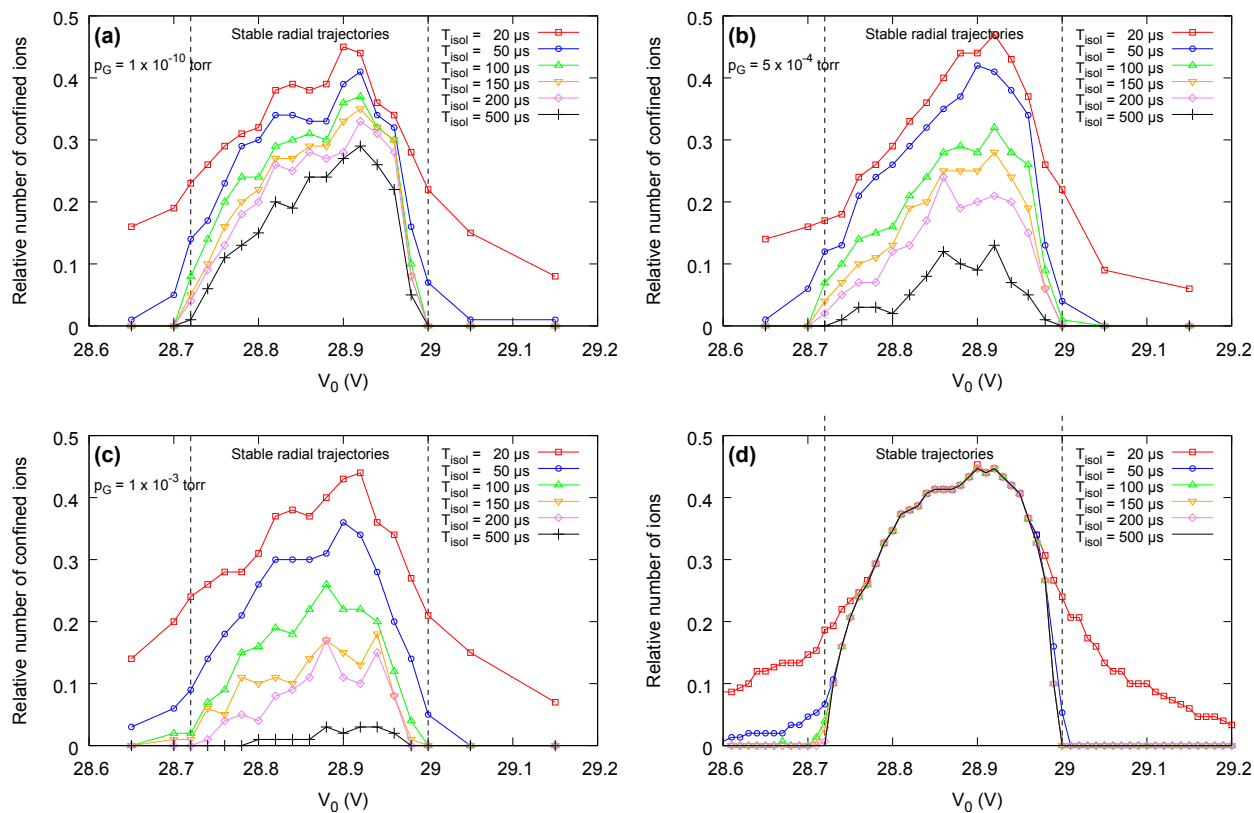 (a)
Stable radial trajectories
p_G = 1 x 10^-10 torr
T_isol = 20 µs
T_isol = 50 µs
T_isol = 100 µs
T_isol = 150 µs
T_isol = 200 µs
T_isol = 500 µs
Relative number of confined ions
0.5
0.4
0.3
0.2
0.1
0
28.6 28.7 28.8 28.9 29 29.1 29.2
V_0 (V)
(b)
Stable radial trajectories
p_G = 5 x 10^-4 torr
T_isol = 20 µs
T_isol = 50 µs
T_isol = 100 µs
T_isol = 150 µs
T_isol = 200 µs
T_isol = 500 µs
Relative number of confined ions
0.5
0.4
0.3
0.2
0.1
0
28.6 28.7 28.8 28.9 29 29.1 29.2
V_0 (V)
(c)
Stable radial trajectories
p_G = 1 x 10^-3 torr
T_isol = 20 µs
T_isol = 50 µs
T_isol = 100 µs
T_isol = 150 µs
T_isol = 200 µs
T_isol = 500 µs
Relative number of confined ions
0.5
0.4
0.3
0.2
0.1
0
28.6 28.7 28.8 28.9 29 29.1 29.2
V_0 (V)
(d)
Stable trajectories
T_isol = 20 µs
T_isol = 50 µs
T_isol = 100 µs
T_isol = 150 µs
T_isol = 200 µs
T_isol = 500 µs
Relative number of ions
0.5
0.4
0.3
0.2
0.1
0
28.6 28.7 28.8 28.9 29 29.1 29.2
V_0 (V)